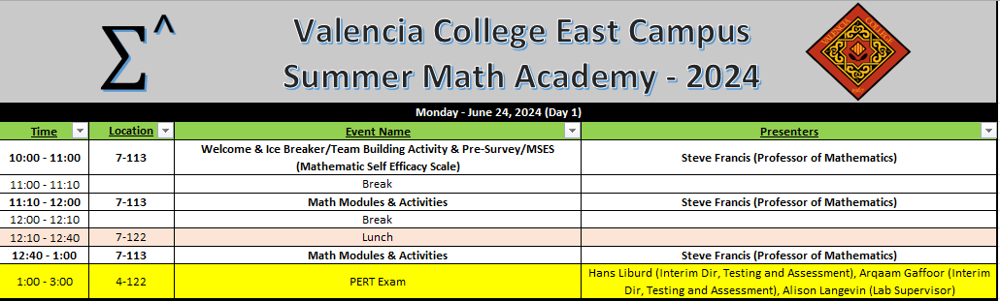 Σ^
Valencia College East Campus
Summer Math Academy - 2024
VALENCIA COLLEGE
Monday - June 24, 2024 (Day 1)
Time Location Event Name Presenters
10:00 - 11:00 7-113 Welcome & Ice Breaker/Team Building Activity & Pre-Survey/MSES Steve Francis (Professor of Mathematics)
(Mathematic Self Efficacy Scale)
11:00 - 11:10 Break
11:10 - 12:00 7-113 Math Modules & Activities Steve Francis (Professor of Mathematics)
12:00 - 12:10 Break
12:10 - 12:40 7-122 Lunch
12:40 - 1:00 7-113 Math Modules & Activities Steve Francis (Professor of Mathematics)
1:00 - 3:00 4-122 PERT Exam Hans Liburd (Interim Dir, Testing and Assessment), Arqaam Gaffoor (Interim
Dir, Testing and Assessment), Alison Langevin (Lab Supervisor)